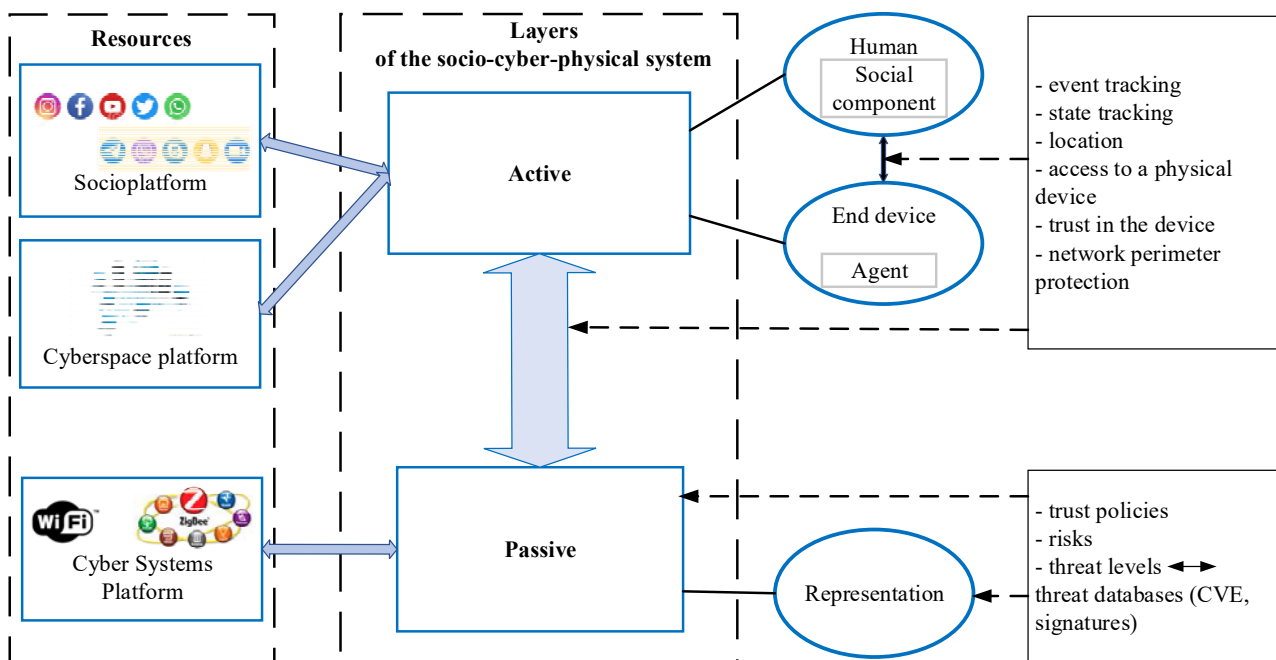 Resources
Socioplatform
Cyberspace platform
WiFi™
ZigBee
Cyber Systems
Platform
Layers
of the socio-cyber-physical system
Active
Passive
Human
Social
component
End device
Agent
Representation
- event tracking
- state tracking
- location
- access to a physical
device
- trust in the device
- network perimeter
protection
- trust policies
- risks
- threat levels
threat databases (CVE,
signatures)